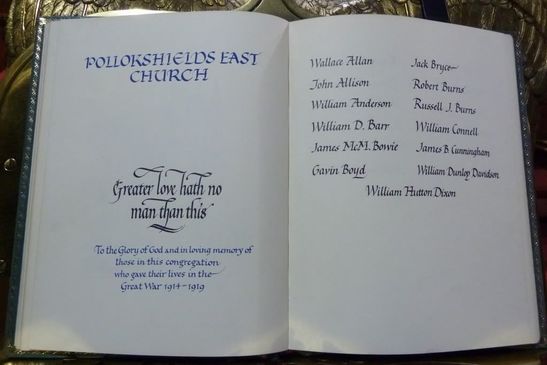 POLLOKSHIELDS EAST
CHURCH
Greater love hath no
man than this
To the Glory of God and in loving memory of
those in this congregation
who gave their lives in the
Great War 1914-1919
Wallace Allan
John Allison
William Anderson
William D. Barr
James McM. Bowie
Gavin Boyd
Jack Bryce
Robert Burns
Russell J. Burns
William Connell
James B Cunningham
William Dunlop Davidson
William Hutton Dixon